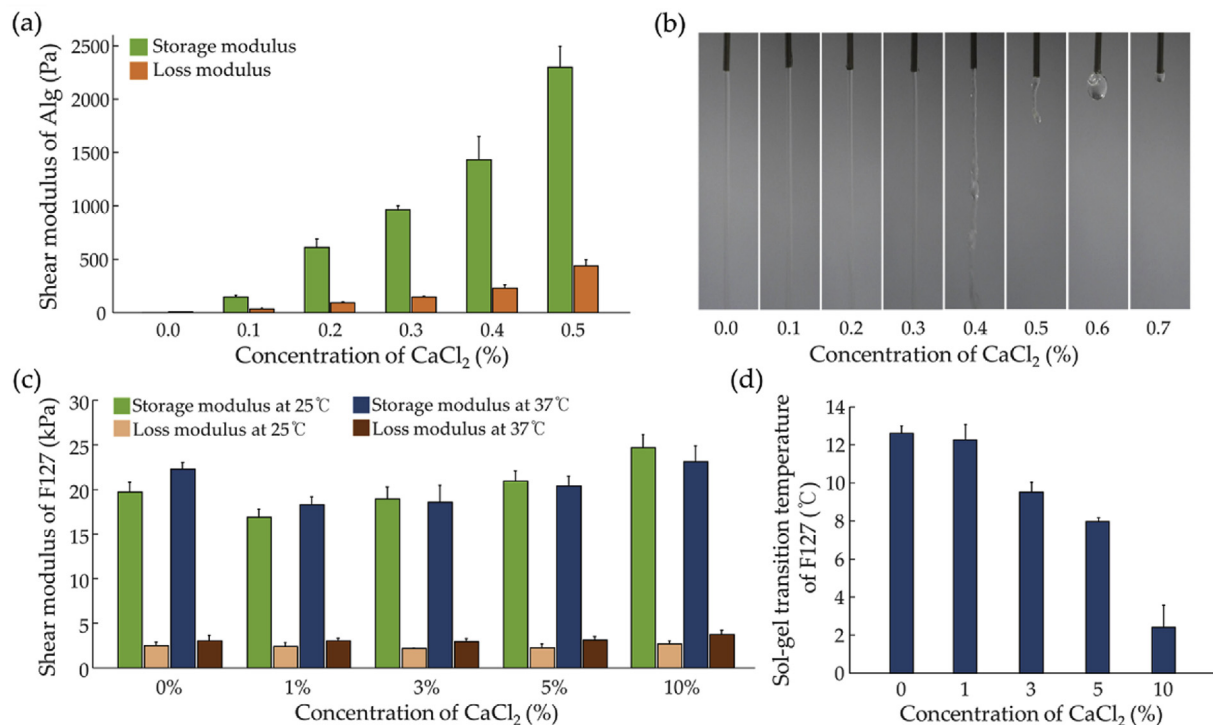 (a)
Storage modulus
Loss modulus
Shear modulus of Alg (Pa)
2500
2000
1500
1000
500
0
0.0 0.1 0.2 0.3 0.4 0.5
Concentration of CaCl₂ (%)
(b)
0.0 0.1 0.2 0.3 0.4 0.5 0.6 0.7
Concentration of CaCl₂ (%)
(c)
Storage modulus at 25℃ Storage modulus at 37℃
Loss modulus at 25℃ Loss modulus at 37℃
Shear modulus of F127 (kPa)
30
25
20
15
10
5
0
0% 1% 3% 5% 10%
Concentration of CaCl₂ (%)
(d)
Sol-gel transition temperature
of F127 (℃)
14
12
10
8
6
4
2
0
0 1 3 5 10
Concentration of CaCl₂ (%)